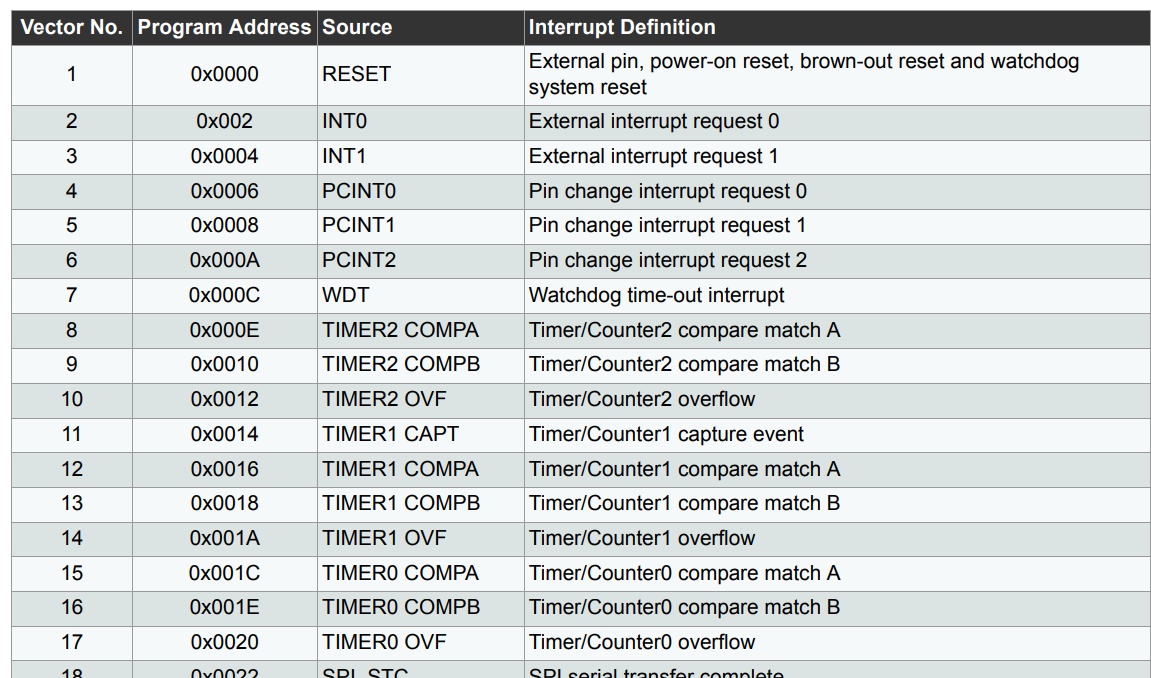 Vector No. Program Address Source Interrupt Definition
1 0x0000 RESET External pin, power-on reset, brown-out reset and watchdog
system reset
2 0x002 INT0 External interrupt request 0
3 0x0004 INT1 External interrupt request 1
4 0x0006 PCINT0 Pin change interrupt request 0
5 0x0008 PCINT1 Pin change interrupt request 1
6 0x000A PCINT2 Pin change interrupt request 2
7 0x000C WDT Watchdog time-out interrupt
8 0x000E TIMER2 COMPA Timer/Counter2 compare match A
9 0x0010 TIMER2 COMPB Timer/Counter2 compare match B
10 0x0012 TIMER2 OVF Timer/Counter2 overflow
11 0x0014 TIMER1 CAPT Timer/Counter1 capture event
12 0x0016 TIMER1 COMPA Timer/Counter1 compare match A
13 0x0018 TIMER1 COMPB Timer/Counter1 compare match B
14 0x001A TIMER1 OVF Timer/Counter1 overflow
15 0x001C TIMER0 COMPA Timer/Counter0 compare match A
16 0x001E TIMER0 COMPB Timer/Counter0 compare match B
17 0x0020 TIMER0 OVF Timer/Counter0 overflow
18 0x0022 SPI, STC SPI serial transfer complete